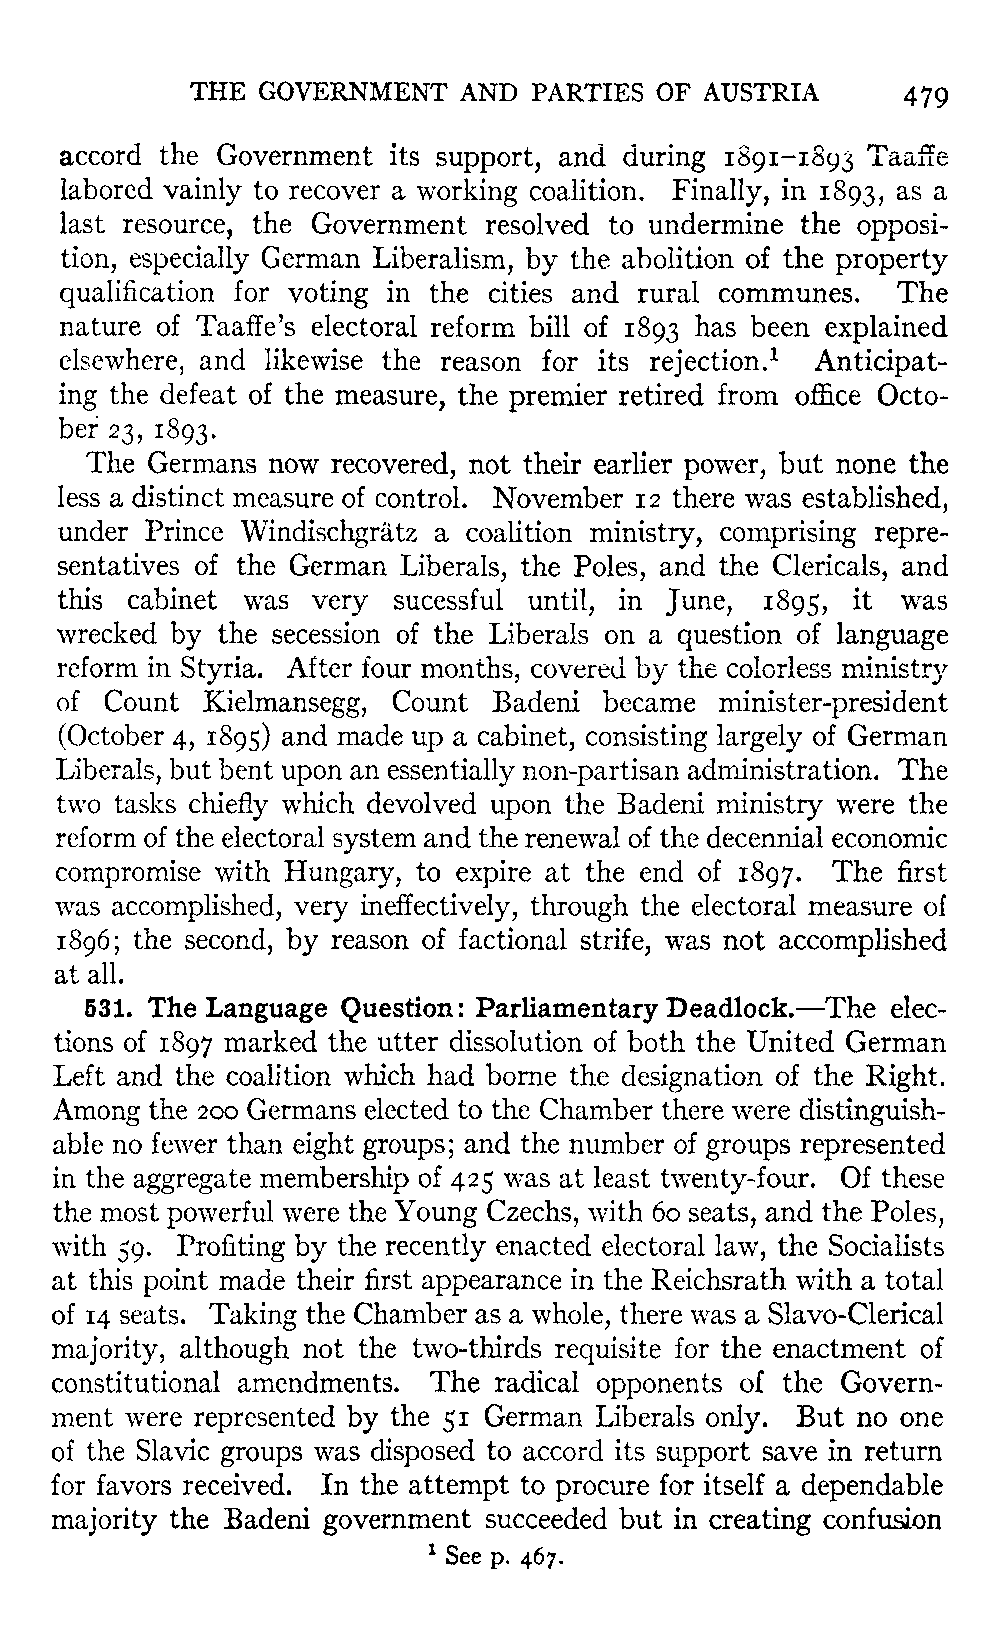 THE GOVERNMENT AND PARTIES OF AUSTRIA 479
accord the Government its support, and during 1891–1893 Taaffe
labored vainly to recover a working coalition. Finally, in 1893, as a
last resource, the Government resolved to undermine the opposi-
tion, especially German Liberalism, by the abolition of the property
qualification for voting in the cities and rural communes. The
nature of Taaffe's electoral reform bill of 1893 has been explained
elsewhere, and likewise the reason for its rejection.¹ Anticipat-
ing the defeat of the measure, the premier retired from office Octo-
ber 23, 1893.
The Germans now recovered, not their earlier power, but none the
less a distinct measure of control. November 12 there was established,
under Prince Windischgrätz a coalition ministry, comprising repre-
sentatives of the German Liberals, the Poles, and the Clericals, and
this cabinet was very sucessful until, in June, 1895, it was
wrecked by the secession of the Liberals on a question of language
reform in Styria. After four months, covered by the colorless ministry
of Count Kielmansegg, Count Badeni became minister-president
(October 4, 1895) and made up a cabinet, consisting largely of German
Liberals, but bent upon an essentially non-partisan administration. The
two tasks chiefly which devolved upon the Badeni ministry were the
reform of the electoral system and the renewal of the decennial economic
compromise with Hungary, to expire at the end of 1897. The first
was accomplished, very ineffectively, through the electoral measure of
1896; the second, by reason of factional strife, was not accomplished
at all.
531. The Language Question: Parliamentary Deadlock.—The elec-
tions of 1897 marked the utter dissolution of both the United German
Left and the coalition which had borne the designation of the Right.
Among the 200 Germans elected to the Chamber there were distinguish-
able no fewer than eight groups; and the number of groups represented
in the aggregate membership of 425 was at least twenty-four. Of these
the most powerful were the Young Czechs, with 60 seats, and the Poles,
with 59. Profiting by the recently enacted electoral law, the Socialists
at this point made their first appearance in the Reichsrath with a total
of 14 seats. Taking the Chamber as a whole, there was a Slavo-Clerical
majority, although not the two-thirds requisite for the enactment of
constitutional amendments. The radical opponents of the Govern-
ment were represented by the 51 German Liberals only. But no one
of the Slavic groups was disposed to accord its support save in return
for favors received. In the attempt to procure for itself a dependable
majority the Badeni government succeeded but in creating confusion
¹ See p. 467.